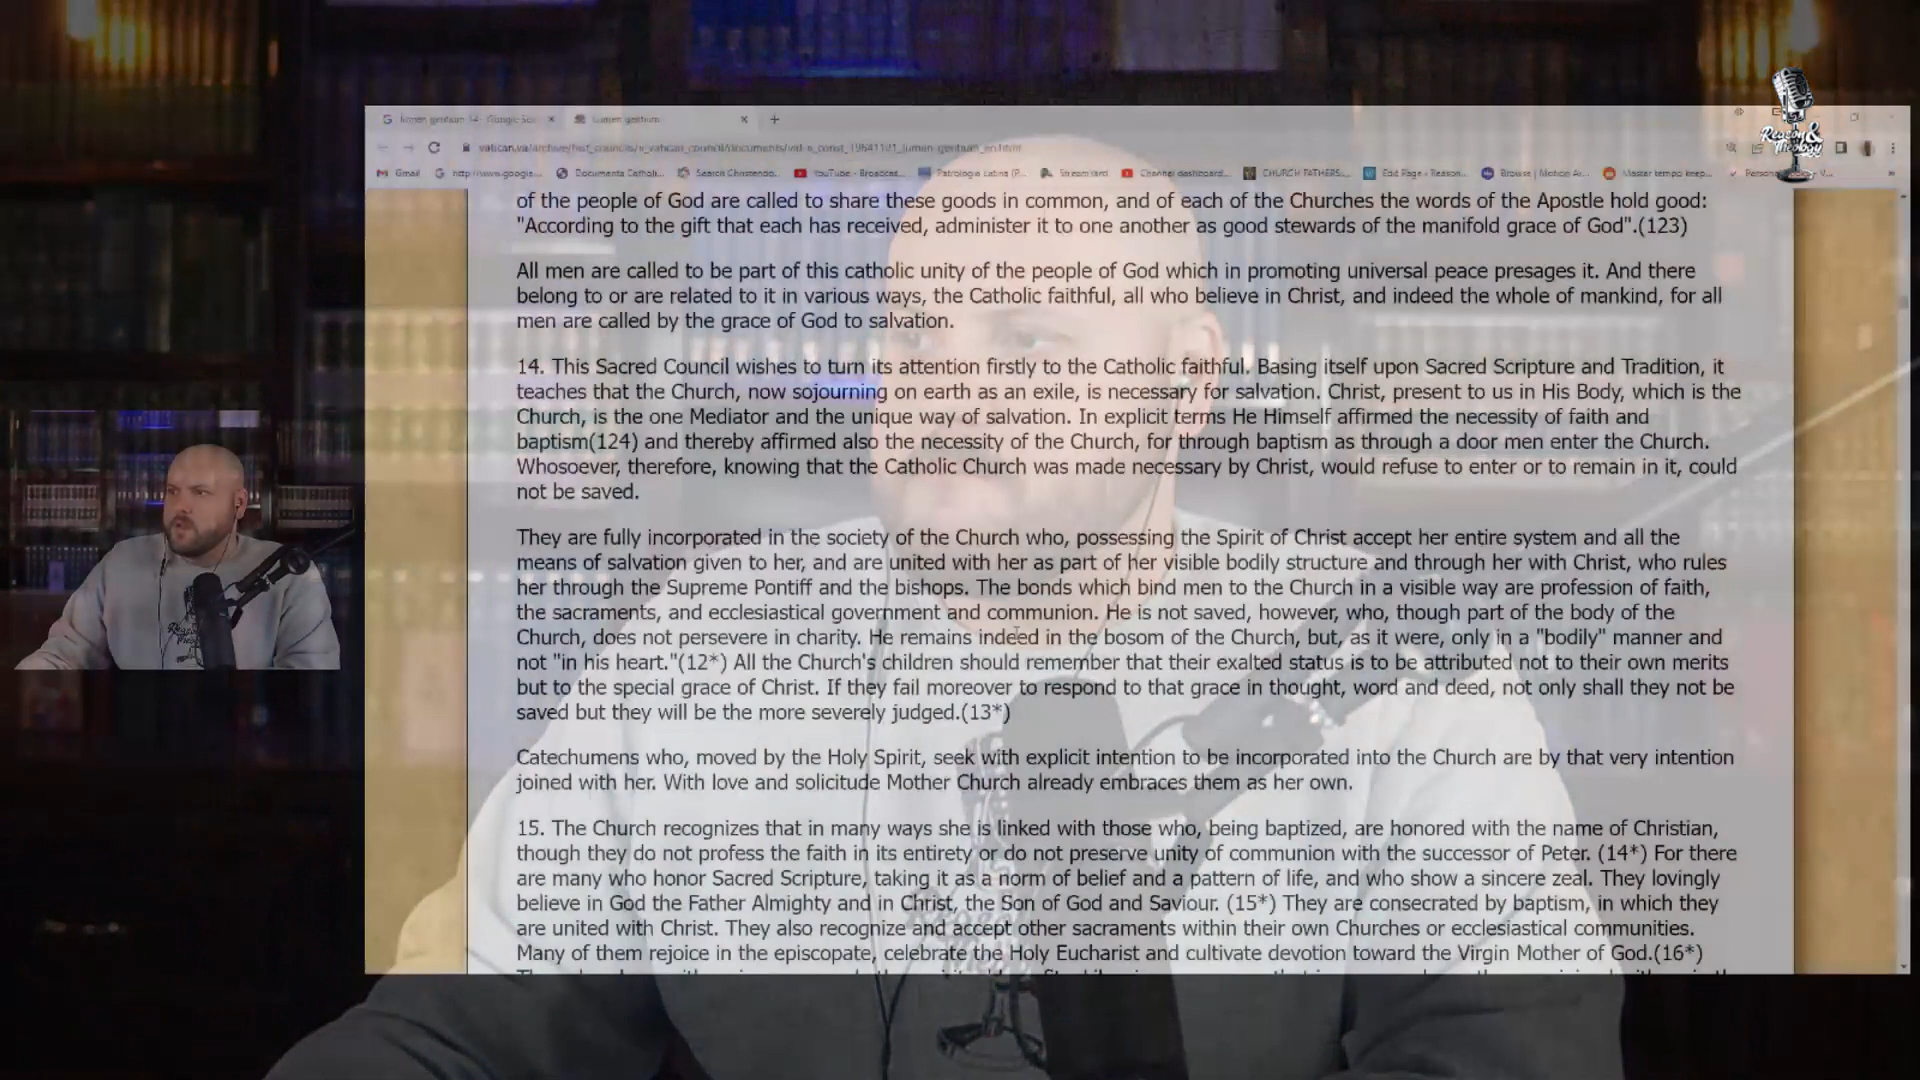 lumen gentium
Reason &
Theology
Gmail
Documenta Catholi...
YouTube - Broadcas...
Patrologia Latina (P...
StreamYard
Channel dashboard...
CHURCH FATHERS:...
Edit Page ‹ Reason...
of the people of God are called to share these goods in common, and of each of the Churches the words of the Apostle hold good:
"According to the gift that each has received, administer it to one another as good stewards of the manifold grace of God".(123)
All men are called to be part of this catholic unity of the people of God which in promoting universal peace presages it. And there
belong to or are related to it in various ways, the Catholic faithful, all who believe in Christ, and indeed the whole of mankind, for all
men are called by the grace of God to salvation.
14. This Sacred Council wishes to turn its attention firstly to the Catholic faithful. Basing itself upon Sacred Scripture and Tradition, it
teaches that the Church, now sojourning on earth as an exile, is necessary for salvation. Christ, present to us in His Body, which is the
Church, is the one Mediator and the unique way of salvation. In explicit terms He Himself affirmed the necessity of faith and
baptism(124) and thereby affirmed also the necessity of the Church, for through baptism as through a door men enter the Church.
Whosoever, therefore, knowing that the Catholic Church was made necessary by Christ, would refuse to enter or to remain in it, could
not be saved.
They are fully incorporated in the society of the Church who, possessing the Spirit of Christ accept her entire system and all the
means of salvation given to her, and are united with her as part of her visible bodily structure and through her with Christ, who rules
her through the Supreme Pontiff and the bishops. The bonds which bind men to the Church in a visible way are profession of faith,
the sacraments, and ecclesiastical government and communion. He is not saved, however, who, though part of the body of the
Church, does not persevere in charity. He remains indeed in the bosom of the Church, but, as it were, only in a "bodily" manner and
not "in his heart."(12*) All the Church's children should remember that their exalted status is to be attributed not to their own merits
but to the special grace of Christ. If they fail moreover to respond to that grace in thought, word and deed, not only shall they not be
saved but they will be the more severely judged.(13*)
Catechumens who, moved by the Holy Spirit, seek with explicit intention to be incorporated into the Church are by that very intention
joined with her. With love and solicitude Mother Church already embraces them as her own.
15. The Church recognizes that in many ways she is linked with those who, being baptized, are honored with the name of Christian,
though they do not profess the faith in its entirety or do not preserve unity of communion with the successor of Peter. (14*) For there
are many who honor Sacred Scripture, taking it as a norm of belief and a pattern of life, and who show a sincere zeal. They lovingly
believe in God the Father Almighty and in Christ, the Son of God and Saviour. (15*) They are consecrated by baptism, in which they
are united with Christ. They also recognize and accept other sacraments within their own Churches or ecclesiastical communities.
Many of them rejoice in the episcopate, celebrate the Holy Eucharist and cultivate devotion toward the Virgin Mother of God.(16*)